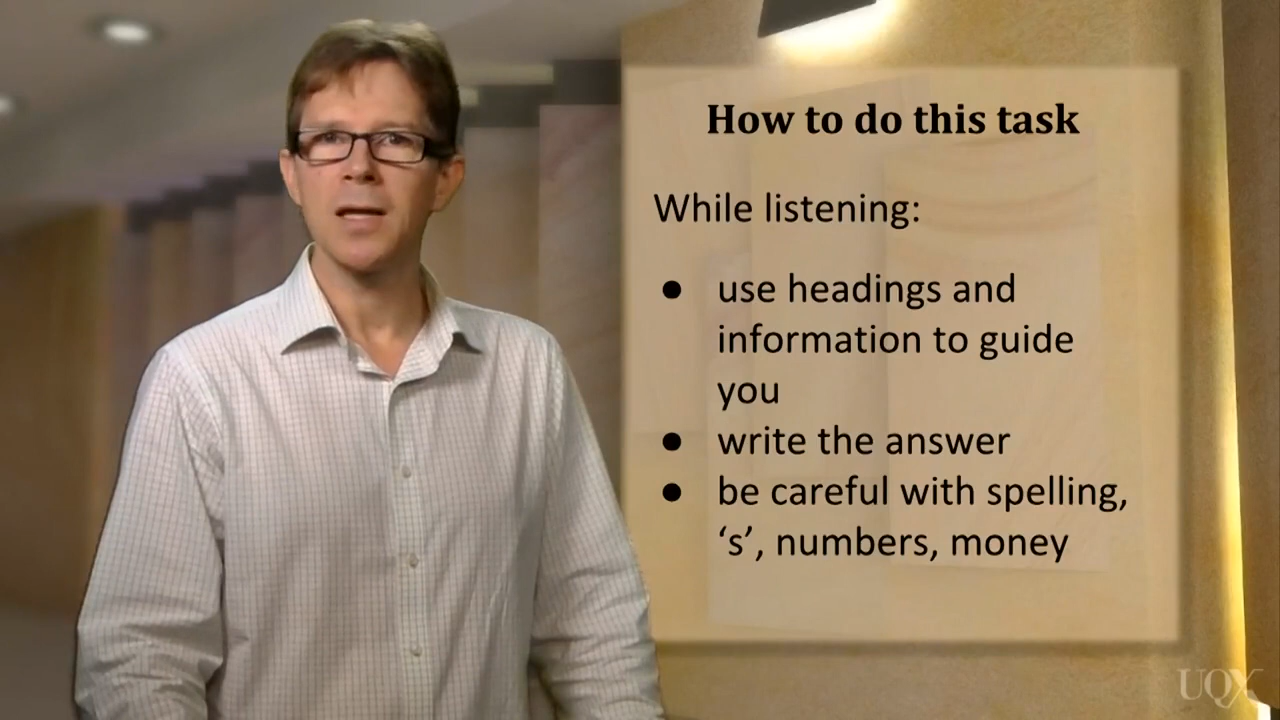 How to do this task
While listening:
● use headings and
information to guide
you
● write the answer
● be careful with spelling,
‘s’, numbers, money
UQX